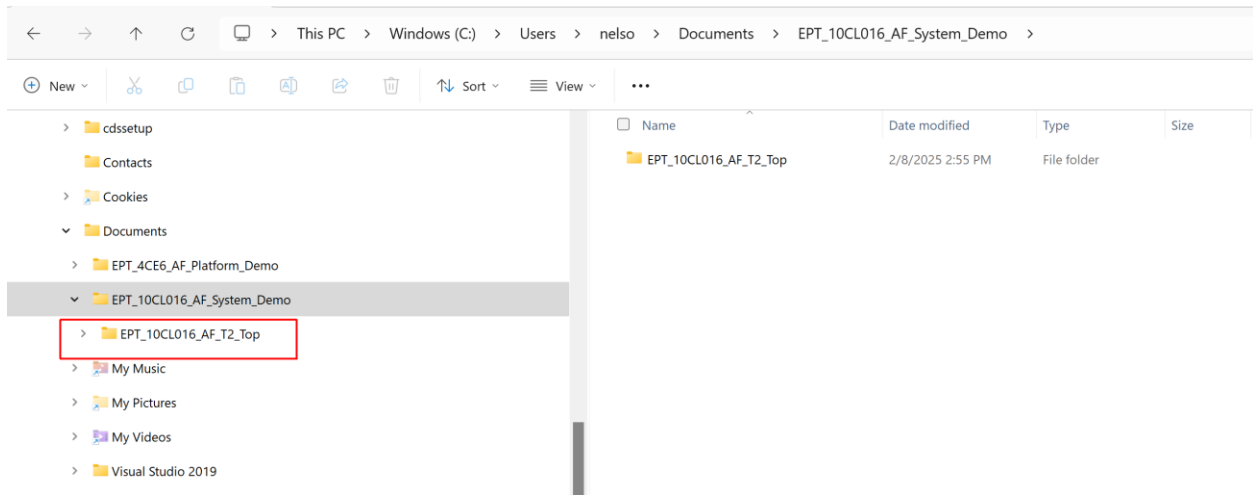 This PC > Windows (C:) > Users > nelso > Documents > EPT_10CL016_AF_System_Demo >
New Sort View
cdssetup
Contacts
Cookies
Documents
EPT_4CE6_AF_Platform_Demo
EPT_10CL016_AF_System_Demo
EPT_10CL016_AF_T2_Top
My Music
My Pictures
My Videos
Visual Studio 2019
Name Date modified Type Size
EPT_10CL016_AF_T2_Top 2/8/2025 2:55 PM File folder